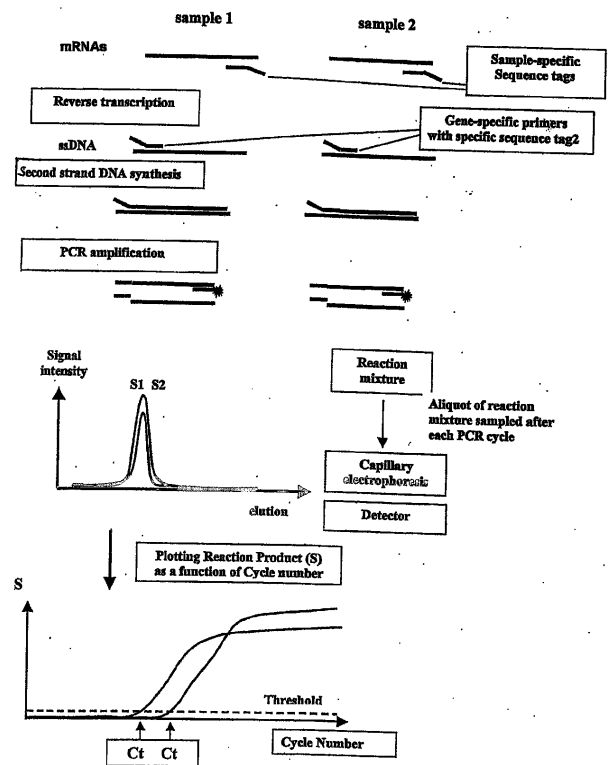 sample 1
sample 2
mRNAs
Sample-specific
Sequence tags
Reverse transcription
Gene-specific primers
with specific sequence tag2
ssDNA
Second strand DNA synthesis
PCR amplification
Signal
intensity
S1 S2
elution
Reaction
mixture
Aliquot of reaction
mixture sampled after
each PCR cycle
Capillary
electrophoresis
Detector
Plotting Reaction Product (S)
as a function of Cycle number
S
Threshold
Ct Ct
Cycle Number